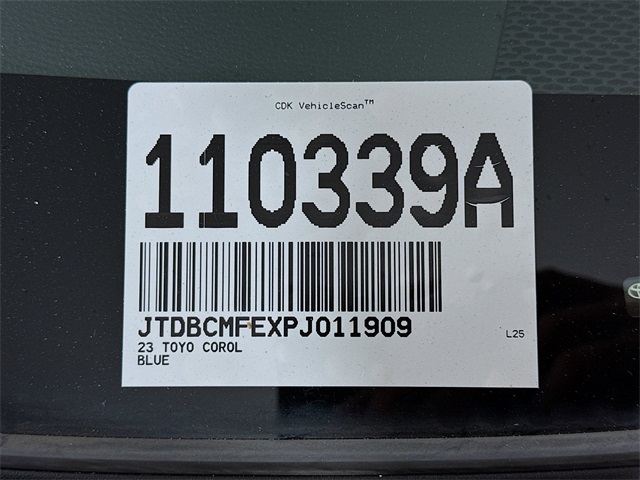 CDK VehicleScan™
110339A
JTDBCMFEXPJ011909
L25
23 TOYO COROL
BLUE